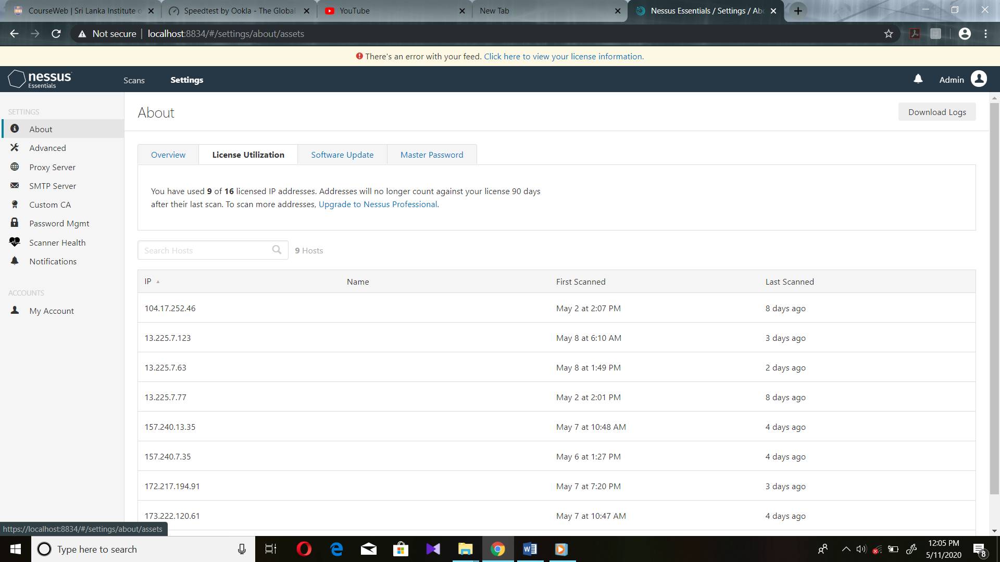 CourseWeb | Sri Lanka Institute o
Speedtest by Ookla - The Global
YouTube
New Tab
Nessus Essentials / Settings / Abo
Not secure | localhost:8834/#/settings/about/assets
There's an error with your feed. Click here to view your license information.
nessus
Essentials
Scans
Settings
Admin
SETTINGS
About
Advanced
Proxy Server
SMTP Server
Custom CA
Password Mgmt
Scanner Health
Notifications
ACCOUNTS
My Account
About
Download Logs
Overview
License Utilization
Software Update
Master Password
You have used 9 of 16 licensed IP addresses. Addresses will no longer count against your license 90 days
after their last scan. To scan more addresses, Upgrade to Nessus Professional.
Search Hosts
9 Hosts
IP Name First Scanned Last Scanned
104.17.252.46 May 2 at 2:07 PM 8 days ago
13.225.7.123 May 8 at 6:10 AM 3 days ago
13.225.7.63 May 8 at 1:49 PM 2 days ago
13.225.7.77 May 2 at 2:01 PM 8 days ago
157.240.13.35 May 7 at 10:48 AM 4 days ago
157.240.7.35 May 6 at 1:27 PM 4 days ago
172.217.194.91 May 7 at 7:20 PM 3 days ago
173.222.120.61 May 7 at 10:47 AM 4 days ago
https://localhost:8834/#/settings/about/assets
Type here to search
12:05 PM
5/11/2020
8